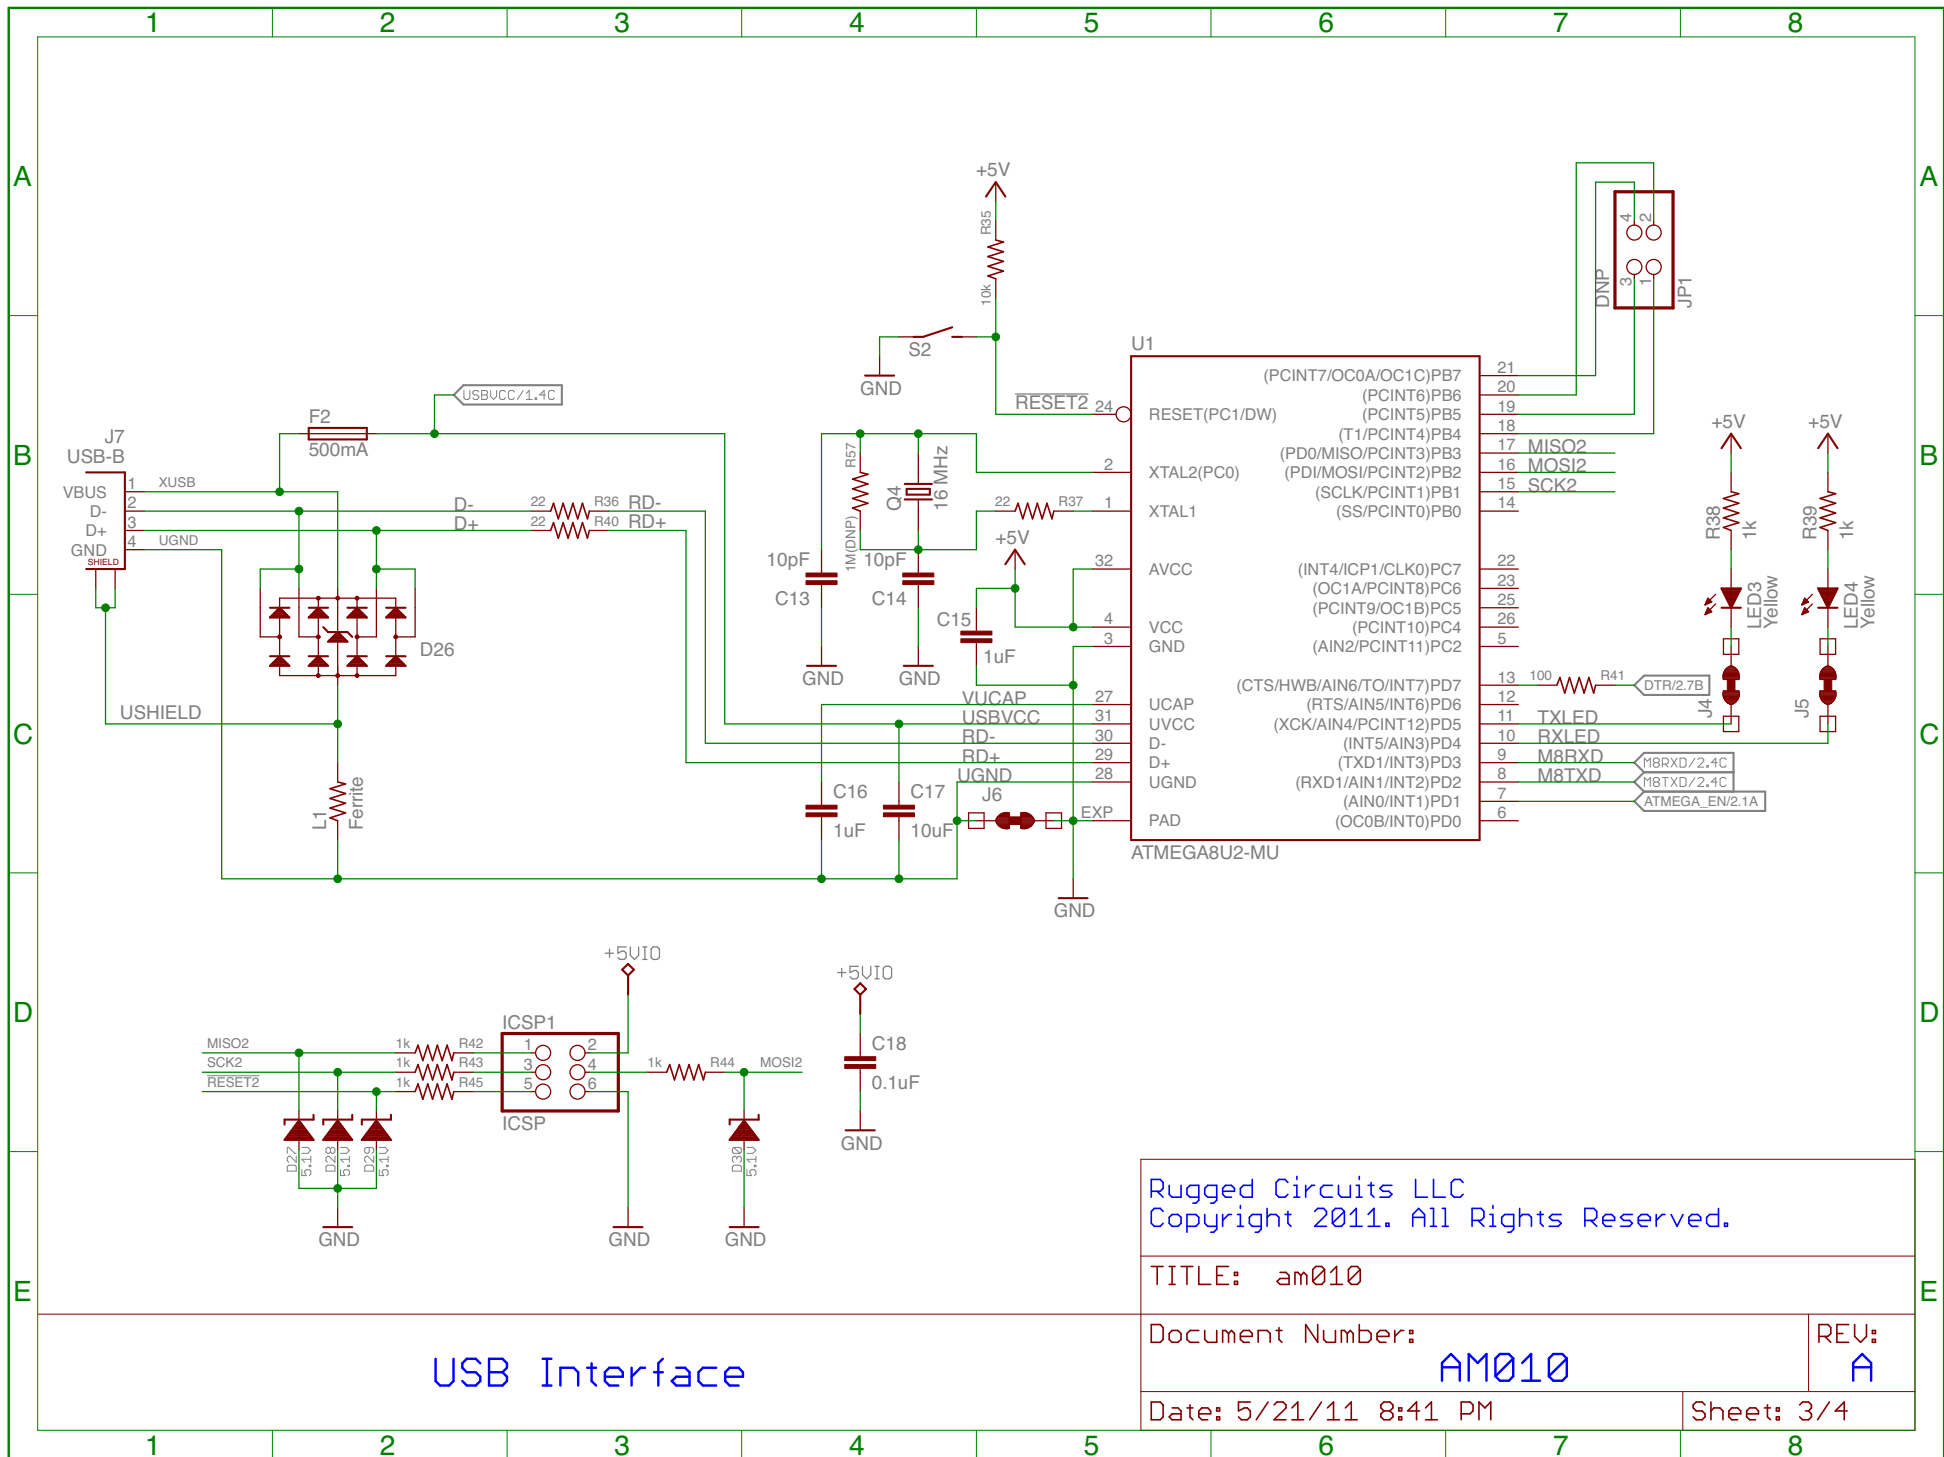 1 2 3 4 5 6 7 8
A A
+5V
R35
10k
4 2
3 1
DNP
JP1
S2
GND
U1
USBVCC/1.4C
F2
500mA
J7
USB-B
VBUS 1 XUSB
D- 2
D+ 3
GND 4 UGND
SHIELD
B B
D- 22 R36 RD-
D+ 22 R40 RD+
RESET2 24 RESET(PC1/DW)
R57
1M(DNP)
Q4
16 MHz
2 XTAL2(PC0)
22 R37 1 XTAL1
+5V
32 AVCC
10pF
C13
10pF
C14
GND
GND
C15
1uF
4 VCC
3 GND
VUCAP 27 UCAP
USBVCC 31 UVCC
RD- 30 D-
RD+ 29 D+
UGND 28 UGND
J6
EXP PAD
(PCINT7/OC0A/OC1C)PB7 21
(PCINT6)PB6 20
(PCINT5)PB5 19
(T1/PCINT4)PB4 18
(PD0/MISO/PCINT3)PB3 17 MISO2
(PDI/MOSI/PCINT2)PB2 16 MOSI2
(SCLK/PCINT1)PB1 15 SCK2
(SS/PCINT0)PB0 14
(INT4/ICP1/CLK0)PC7 22
(OC1A/PCINT8)PC6 23
(PCINT9/OC1B)PC5 25
(PCINT10)PC4 26
(AIN2/PCINT11)PC2 5
(CTS/HWB/AIN6/TO/INT7)PD7 13 100 R41 DTR/2.7B
(RTS/AIN5/INT6)PD6 12
(XCK/AIN4/PCINT12)PD5 11 TXLED
(INT5/AIN3)PD4 10 RXLED
(TXD1/INT3)PD3 9 M8RXD M8RXD/2.4C
(RXD1/AIN1/INT2)PD2 8 M8TXD M8TXD/2.4C
(AIN0/INT1)PD1 7 ATMEGA_EN/2.1A
(OC0B/INT0)PD0 6
ATMEGA8U2-MU
GND
+5V
R38
1k
LED3
Yellow
J4
+5V
R39
1k
LED4
Yellow
J5
D26
USHIELD
C C
L1
Ferrite
C16
1uF
C17
10uF
D D
+5VIO
ICSP1
MISO2 1k R42 1 2
SCK2 1k R43 3 4 1k R44 MOSI2
RESET2 1k R45 5 6
ICSP
D27
5.1V
D28
5.1V
D29
5.1V
D30
5.1V
GND
GND
GND
+5VIO
C18
0.1uF
GND
E E
Rugged Circuits LLC
Copyright 2011. All Rights Reserved.
TITLE: am010
Document Number:
AM010
REV:
A
Date: 5/21/11 8:41 PM
Sheet: 3/4
USB Interface
1 2 3 4 5 6 7 8